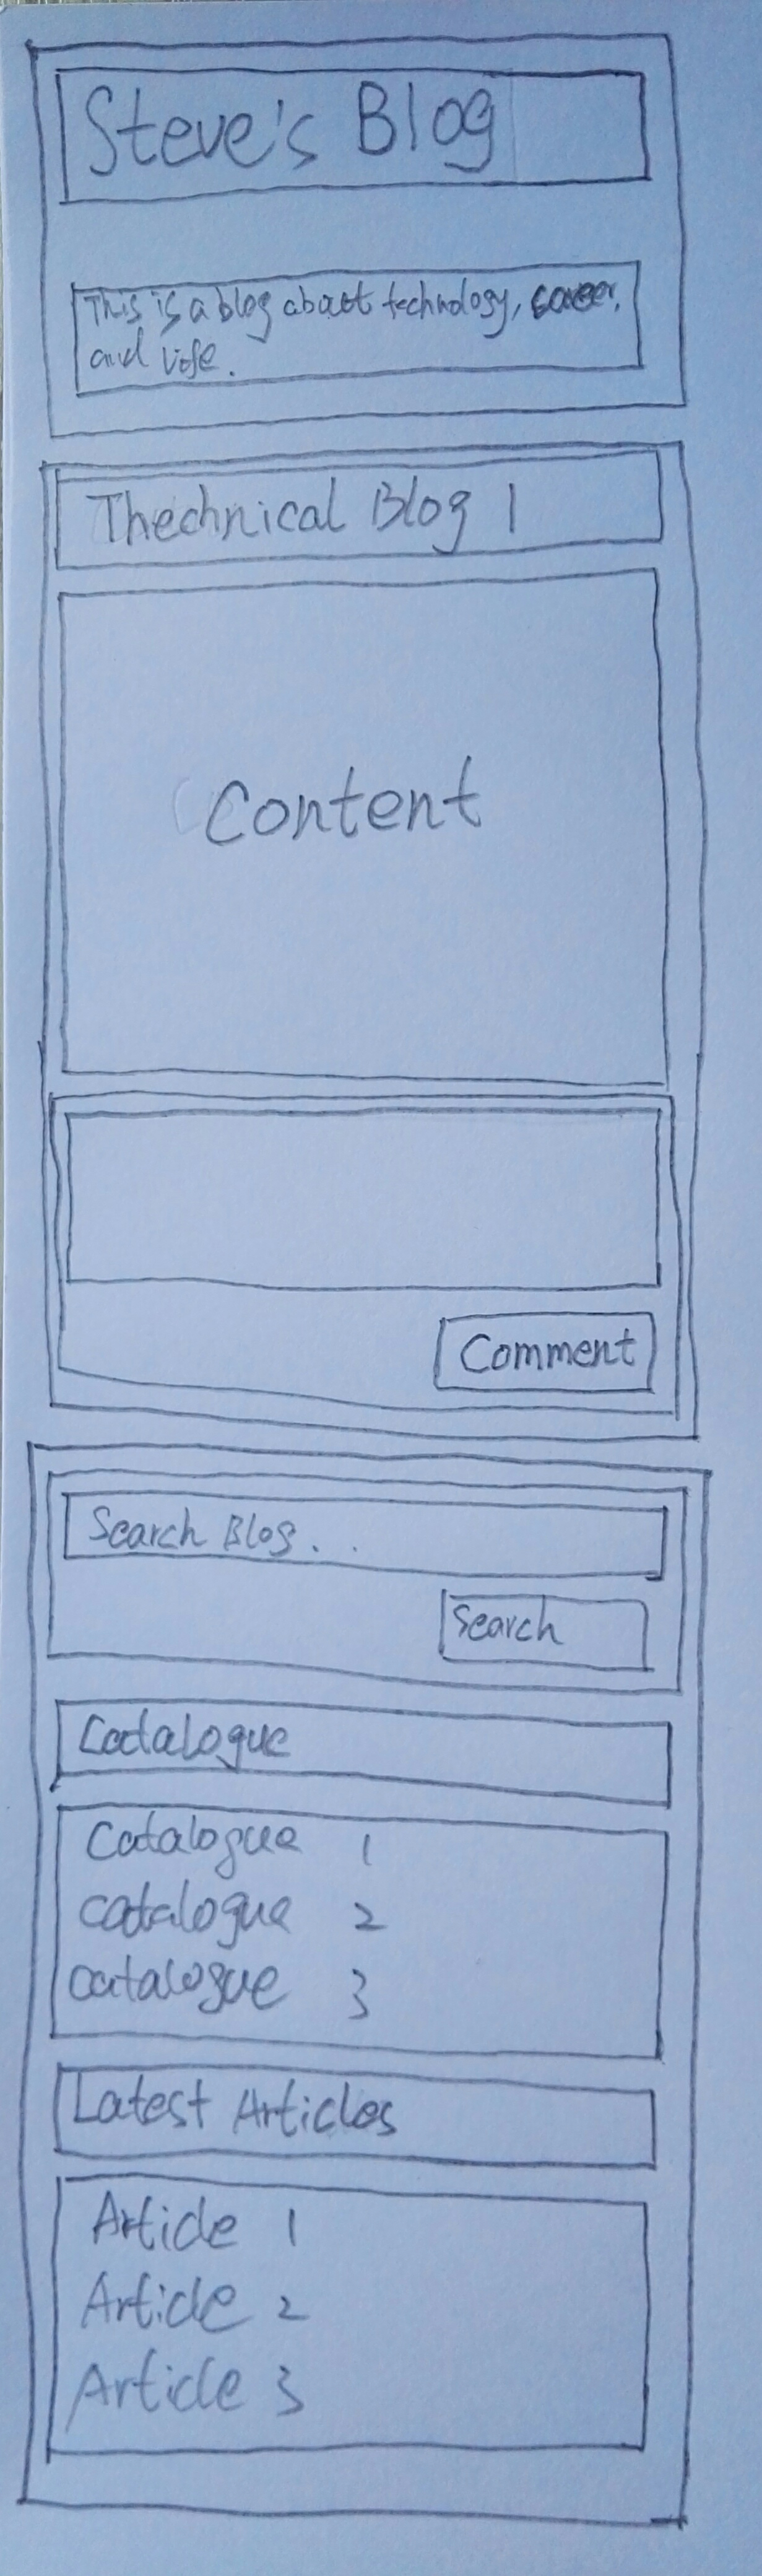 Steve's Blog
This is a blog about technology, career,
and life.
Thechnical Blog 1
Content
Comment
Search Blog...
Search
Catalogue
Catalogue 1
catalogue 2
catalogue 3
Latest Articles
Article 1
Article 2
Article 3